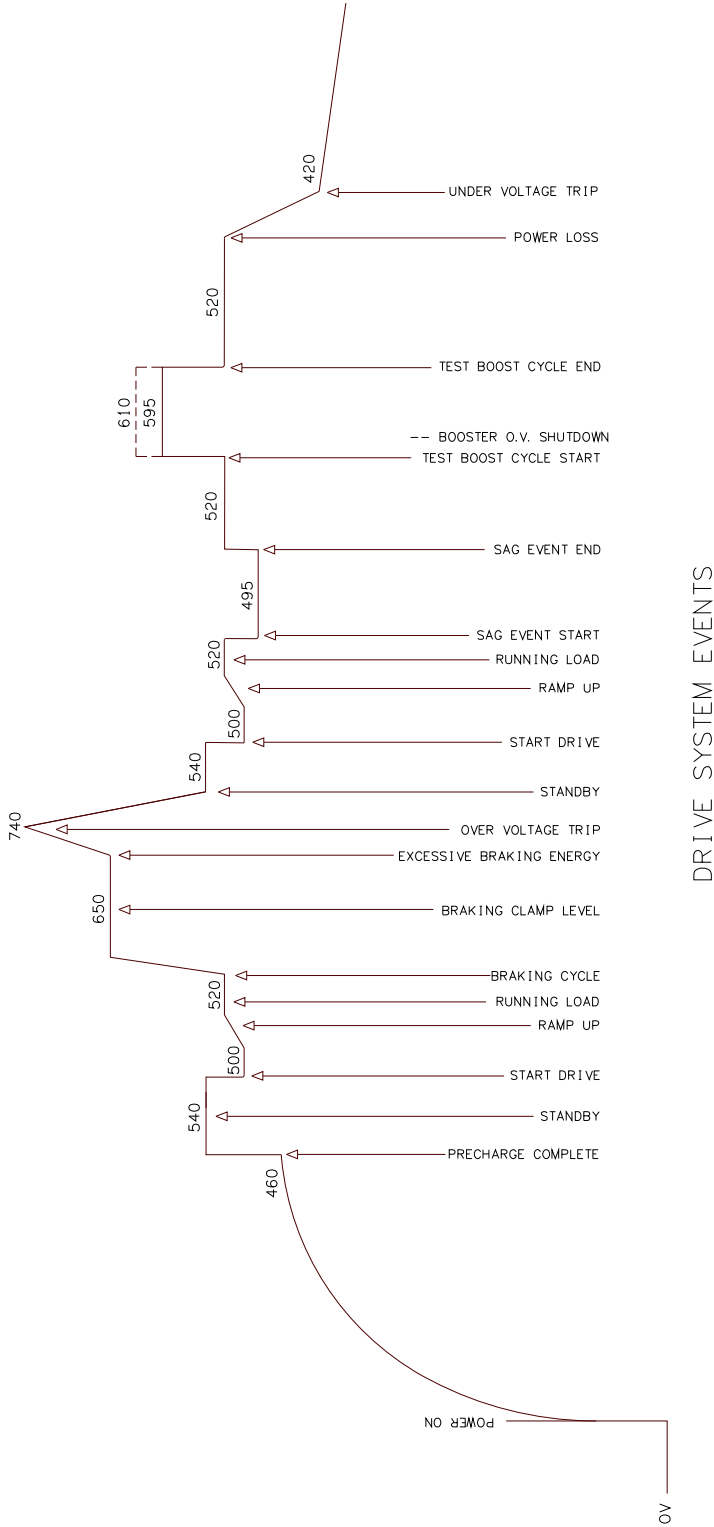 420
UNDER VOLTAGE TRIP
POWER LOSS
520
TEST BOOST CYCLE END
610
595
-- BOOSTER O.V. SHUTDOWN
TEST BOOST CYCLE START
520
SAG EVENT END
495
SAG EVENT START
520
RUNNING LOAD
RAMP UP
500
START DRIVE
540
STANDBY
740
OVER VOLTAGE TRIP
EXCESSIVE BRAKING ENERGY
650
BRAKING CLAMP LEVEL
BRAKING CYCLE
520
RUNNING LOAD
RAMP UP
500
START DRIVE
540
STANDBY
PRECHARGE COMPLETE
460
POWER ON
0V
DRIVE SYSTEM EVENTS